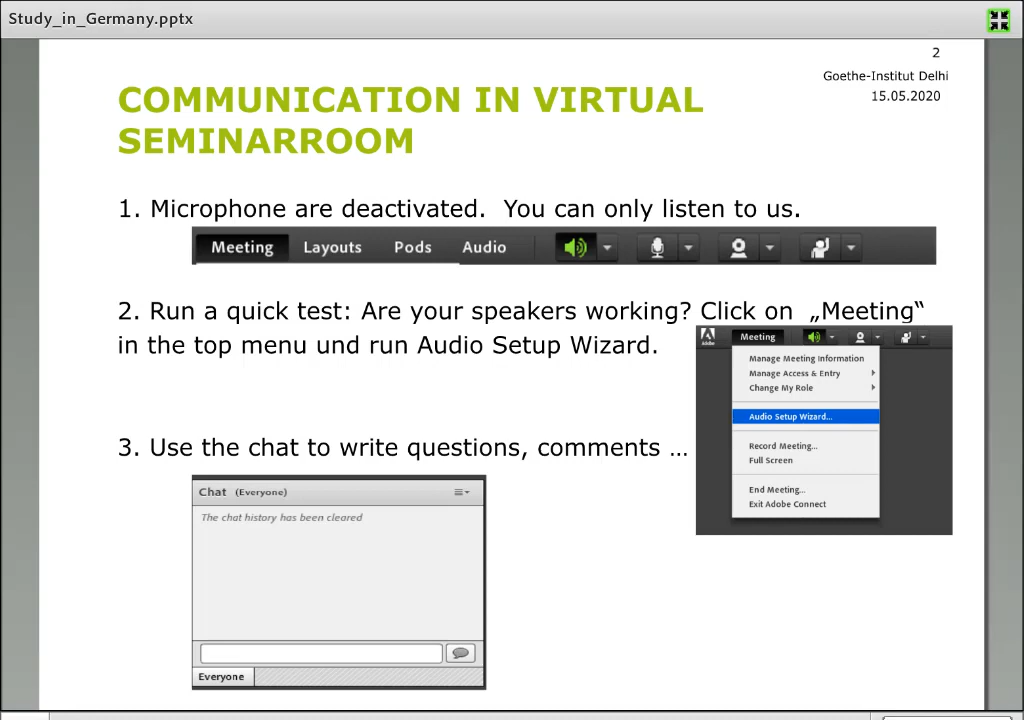 Study_in_Germany.pptx
2
Goethe-Institut Delhi
15.05.2020
COMMUNICATION IN VIRTUAL
SEMINARROOM
1. Microphone are deactivated.  You can only listen to us.
Meeting Layouts Pods Audio
2. Run a quick test: Are your speakers working? Click on „Meeting“
in the top menu und run Audio Setup Wizard.
Adobe
Meeting
Manage Meeting Information
Manage Access & Entry
Change My Role
Audio Setup Wizard...
Record Meeting...
Full Screen
End Meeting...
Exit Adobe Connect
3. Use the chat to write questions, comments …
Chat (Everyone)
The chat history has been cleared
Everyone